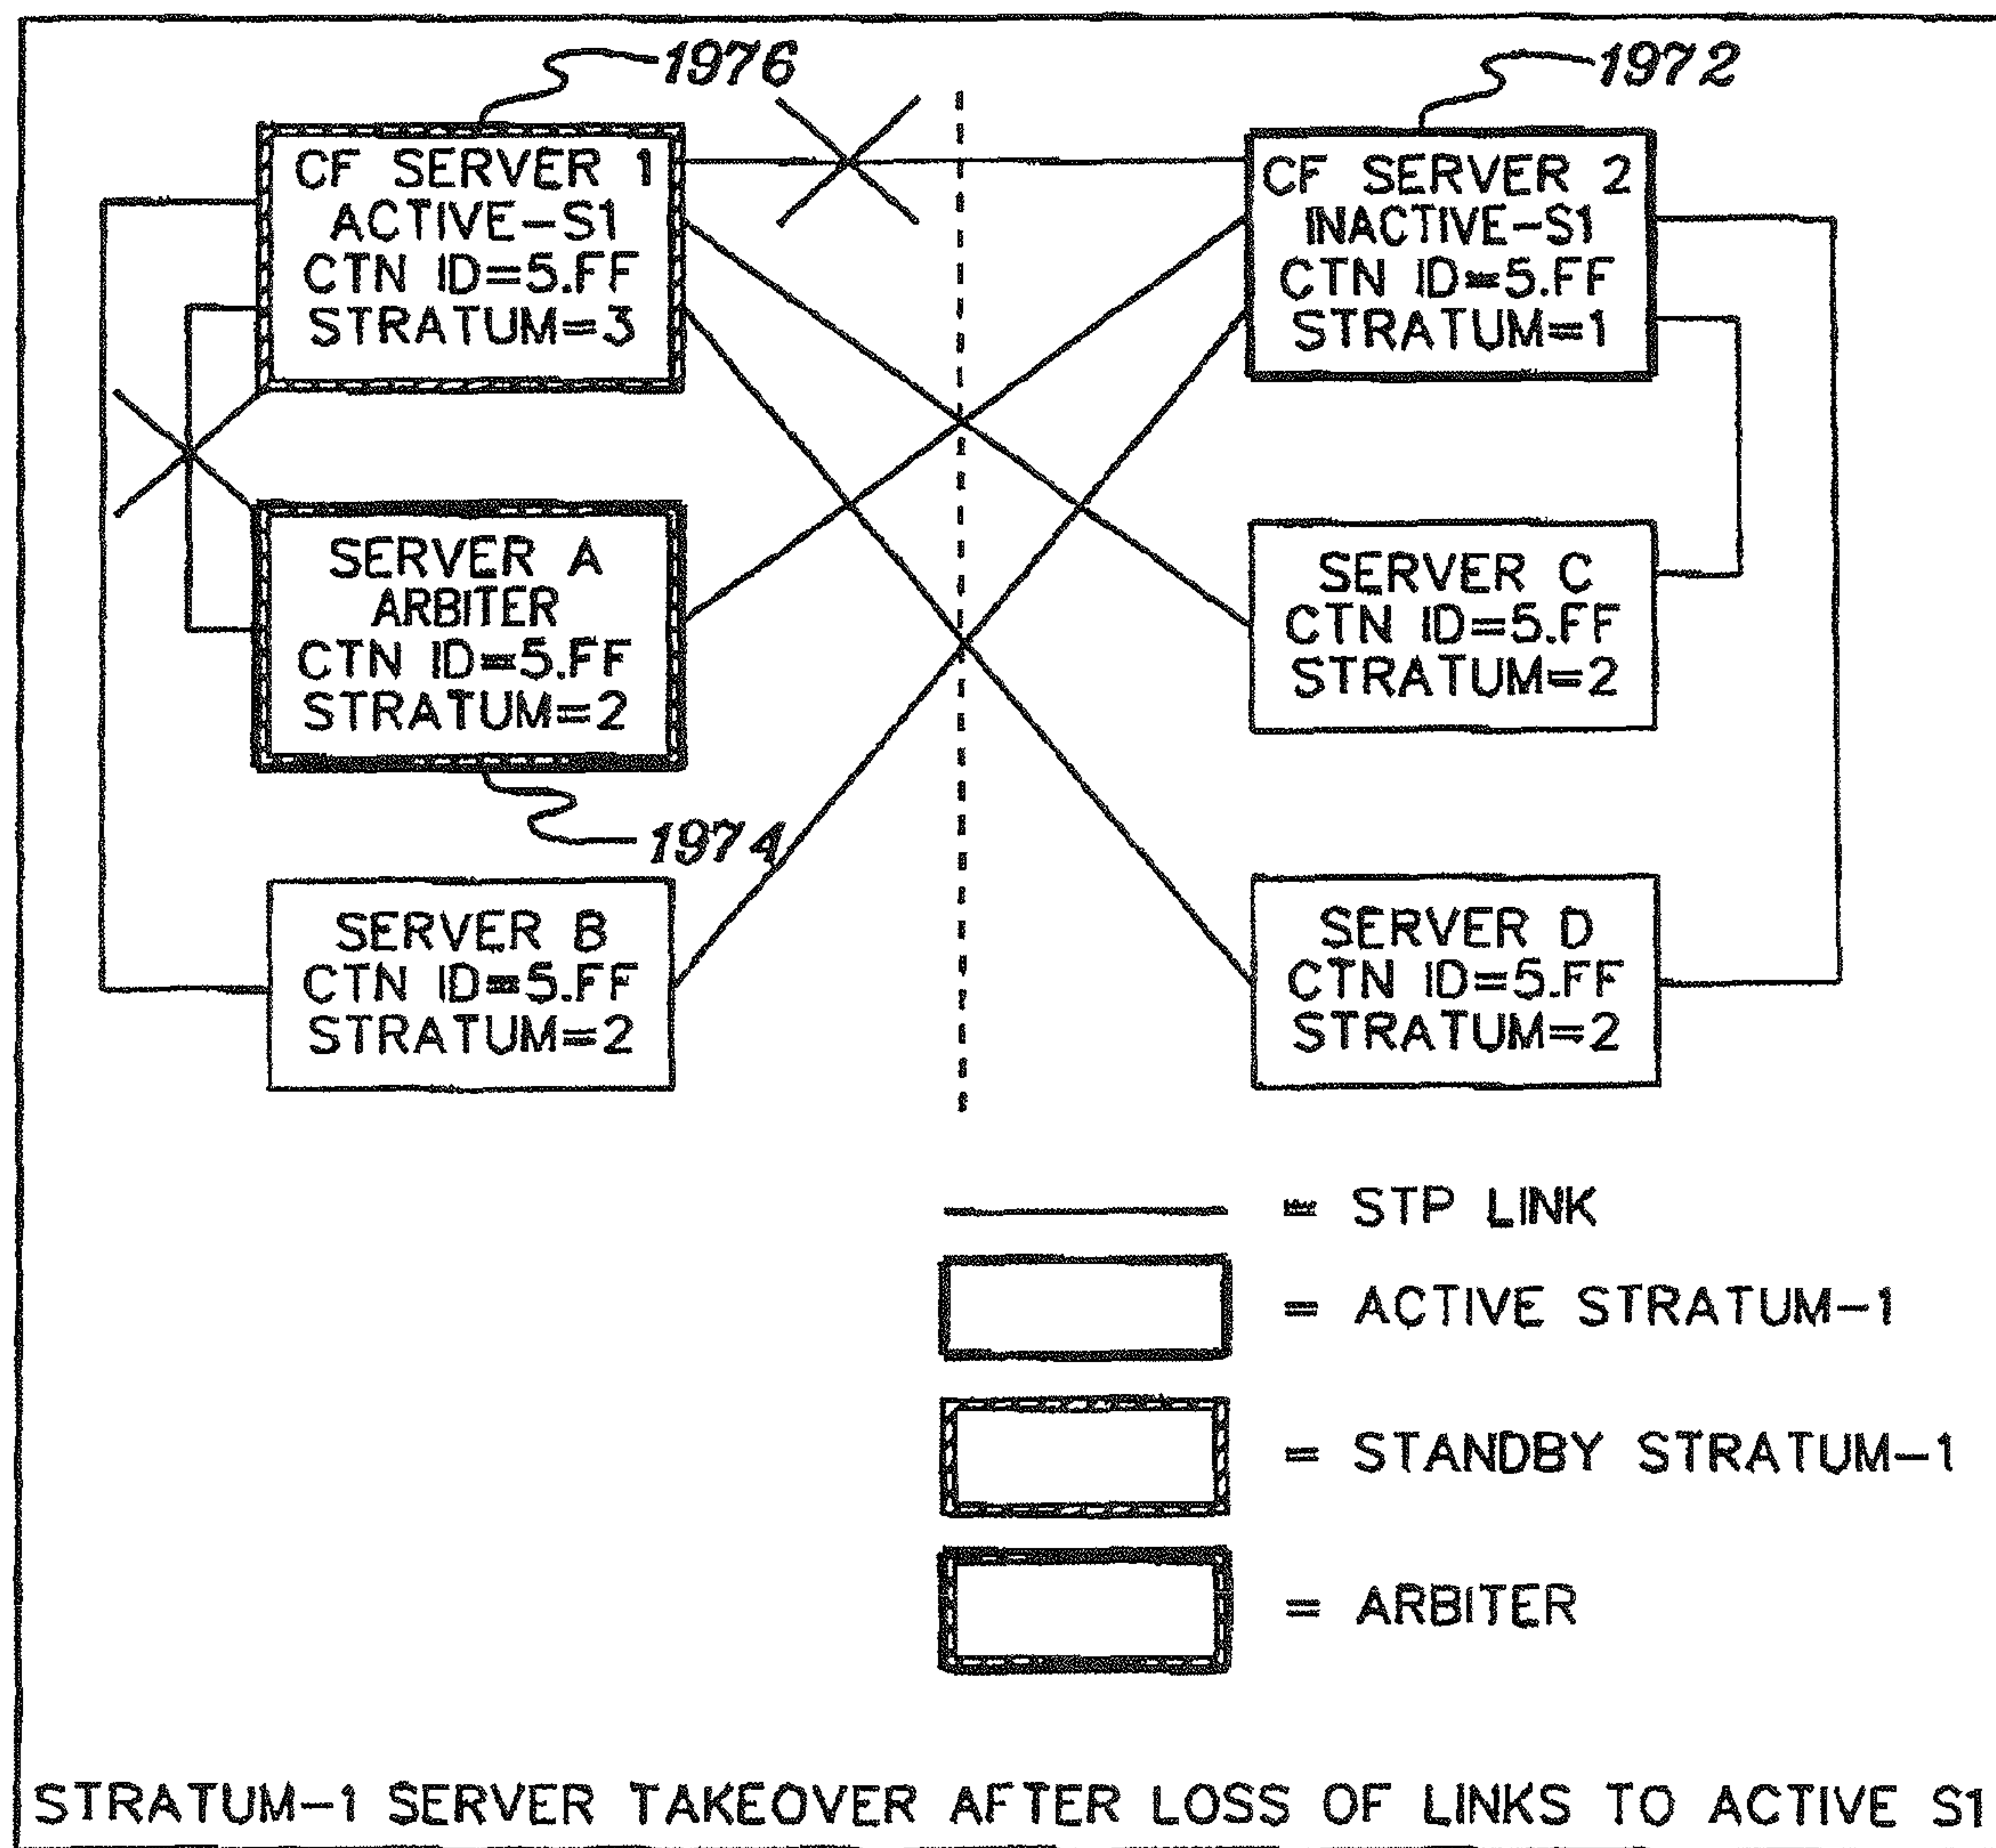 1976
1972
CF SERVER 1
ACTIVE-S1
CTN ID=5.FF
STRATUM=3
CF SERVER 2
INACTIVE-S1
CTN ID=5.FF
STRATUM=1
SERVER A
ARBITER
CTN ID=5.FF
STRATUM=2
SERVER C
CTN ID=5.FF
STRATUM=2
1974
SERVER B
CTN ID=5.FF
STRATUM=2
SERVER D
CTN ID=5.FF
STRATUM=2
= STP LINK
= ACTIVE STRATUM-1
= STANDBY STRATUM-1
= ARBITER
STRATUM-1 SERVER TAKEOVER AFTER LOSS OF LINKS TO ACTIVE S1